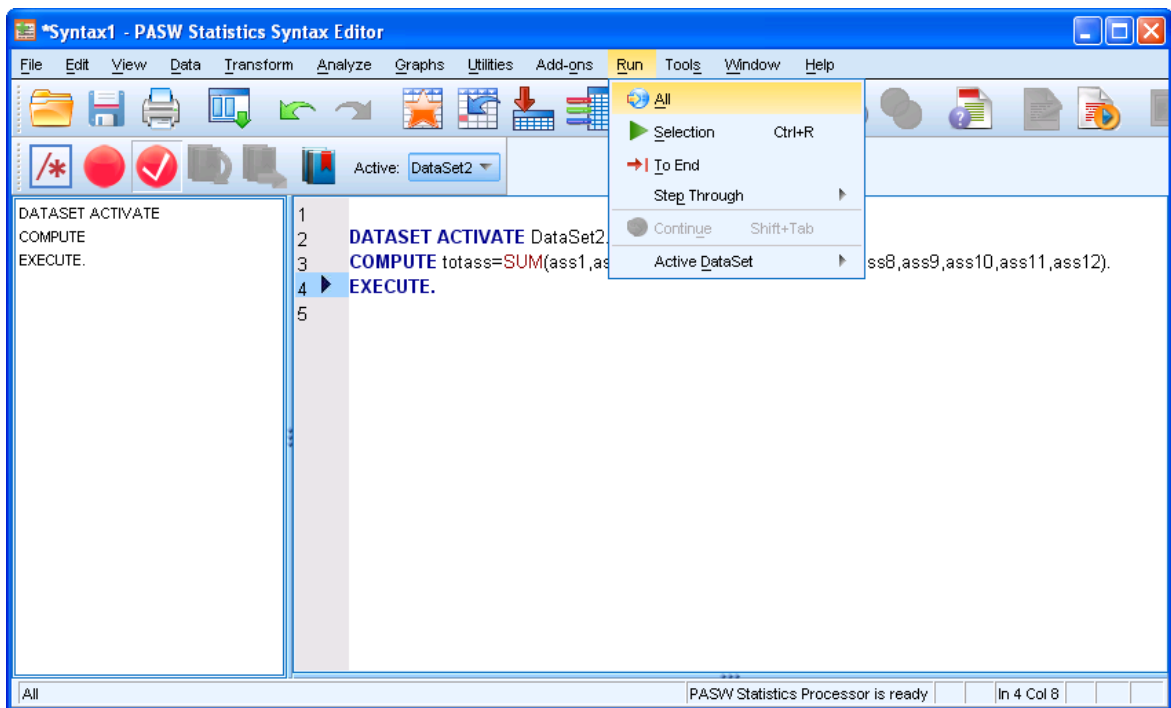 *Syntax1 - PASW Statistics Syntax Editor
File Edit View Data Transform Analyze Graphs Utilities Add-ons Run Tools Window Help
All
Selection Ctrl+R
To End
Step Through
Continue Shift+Tab
Active DataSet
/*
Active: DataSet2
DATASET ACTIVATE
COMPUTE
EXECUTE.
1
2 DATASET ACTIVATE DataSet2.
3 COMPUTE totass=SUM(ass1,as ss8,ass9,ass10,ass11,ass12).
4 EXECUTE.
5
All PASW Statistics Processor is ready In 4 Col 8